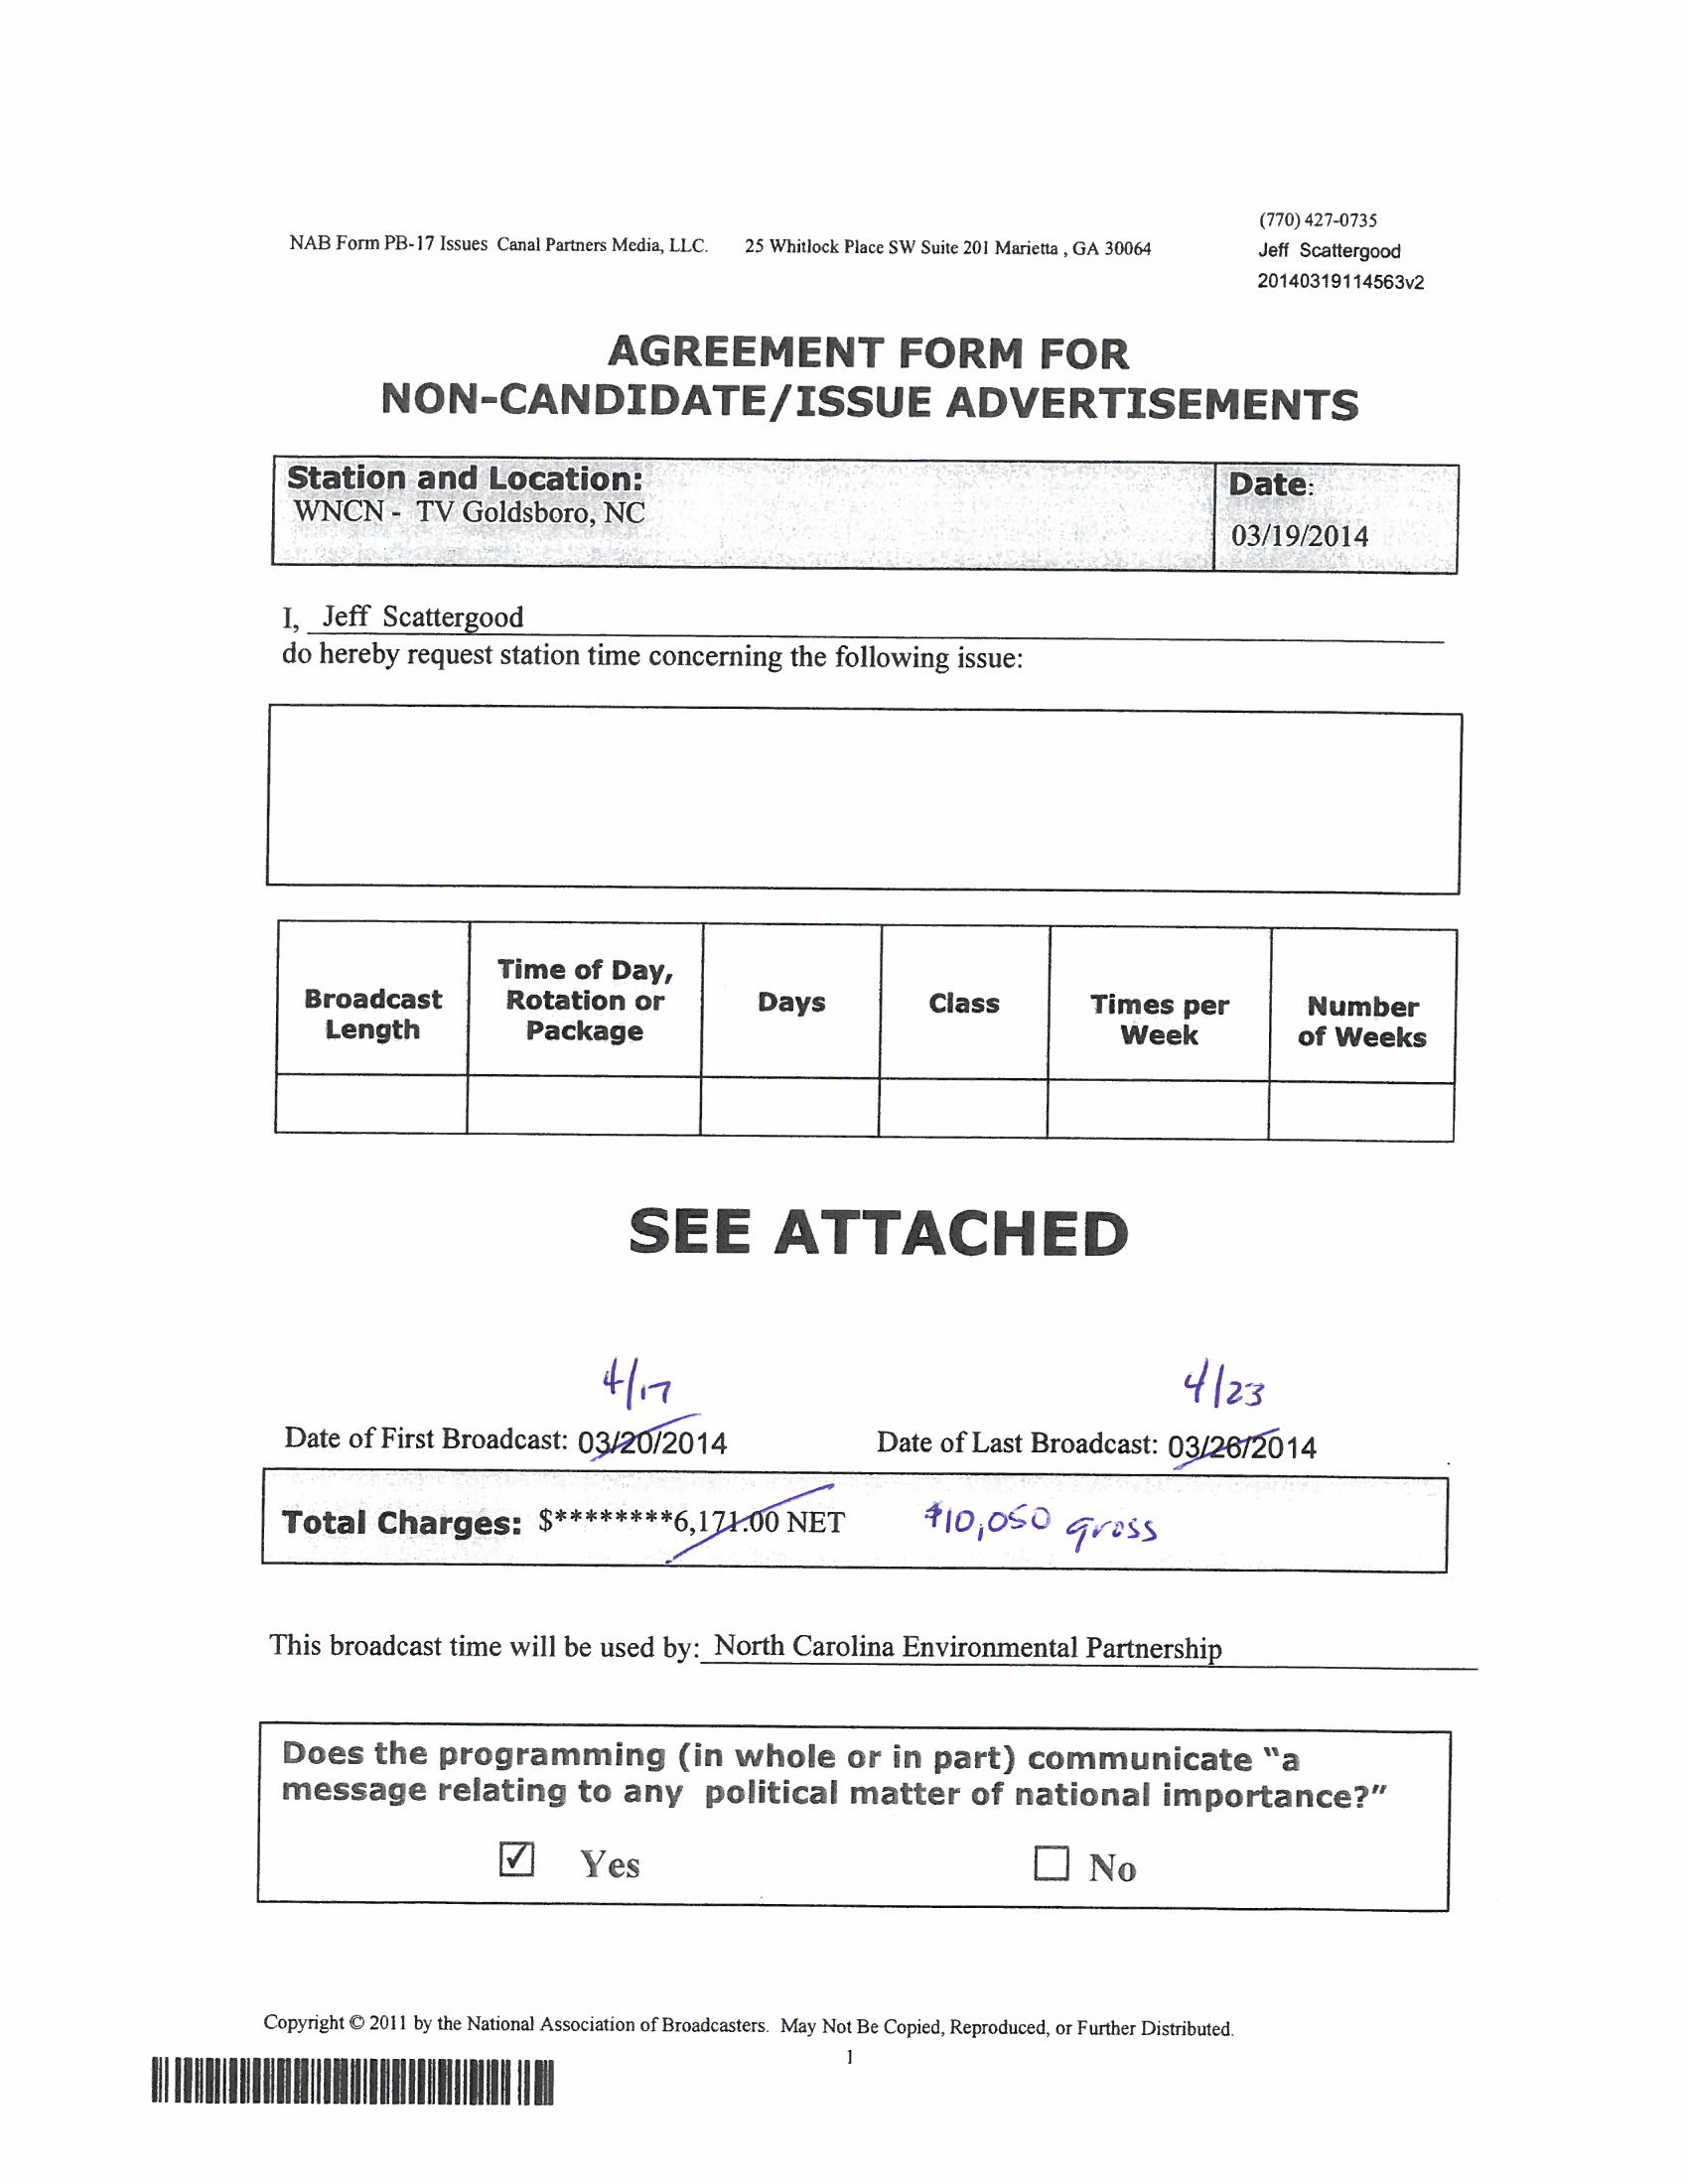 (770) 427-0735
NAB Form PB-17 Issues Canal Partners Media, LLC. 25 Whitlock Place SW Suite 201 Marietta , GA 30064
Jeff Scattergood
20140319114563v2
AGREEMENT FORM FOR
NON-CANDIDATE/ISSUE ADVERTISEMENTS
Station and Location:
WNCN - TV Goldsboro, NC
Date:
03/19/2014
I, Jeff Scattergood
do hereby request station time concerning the following issue:
Broadcast
Length
Time of Day,
Rotation or
Package
Days
Class
Times per
Week
Number
of Weeks
SEE ATTACHED
4/17
4/23
Date of First Broadcast: 03/20/2014
Date of Last Broadcast: 03/26/2014
Total Charges: $*********6,171.00 NET $10,050 gross
This broadcast time will be used by: North Carolina Environmental Partnership
Does the programming (in whole or in part) communicate "a
message relating to any political matter of national importance?"
Yes
No
Copyright © 2011 by the National Association of Broadcasters. May Not Be Copied, Reproduced, or Further Distributed.
1